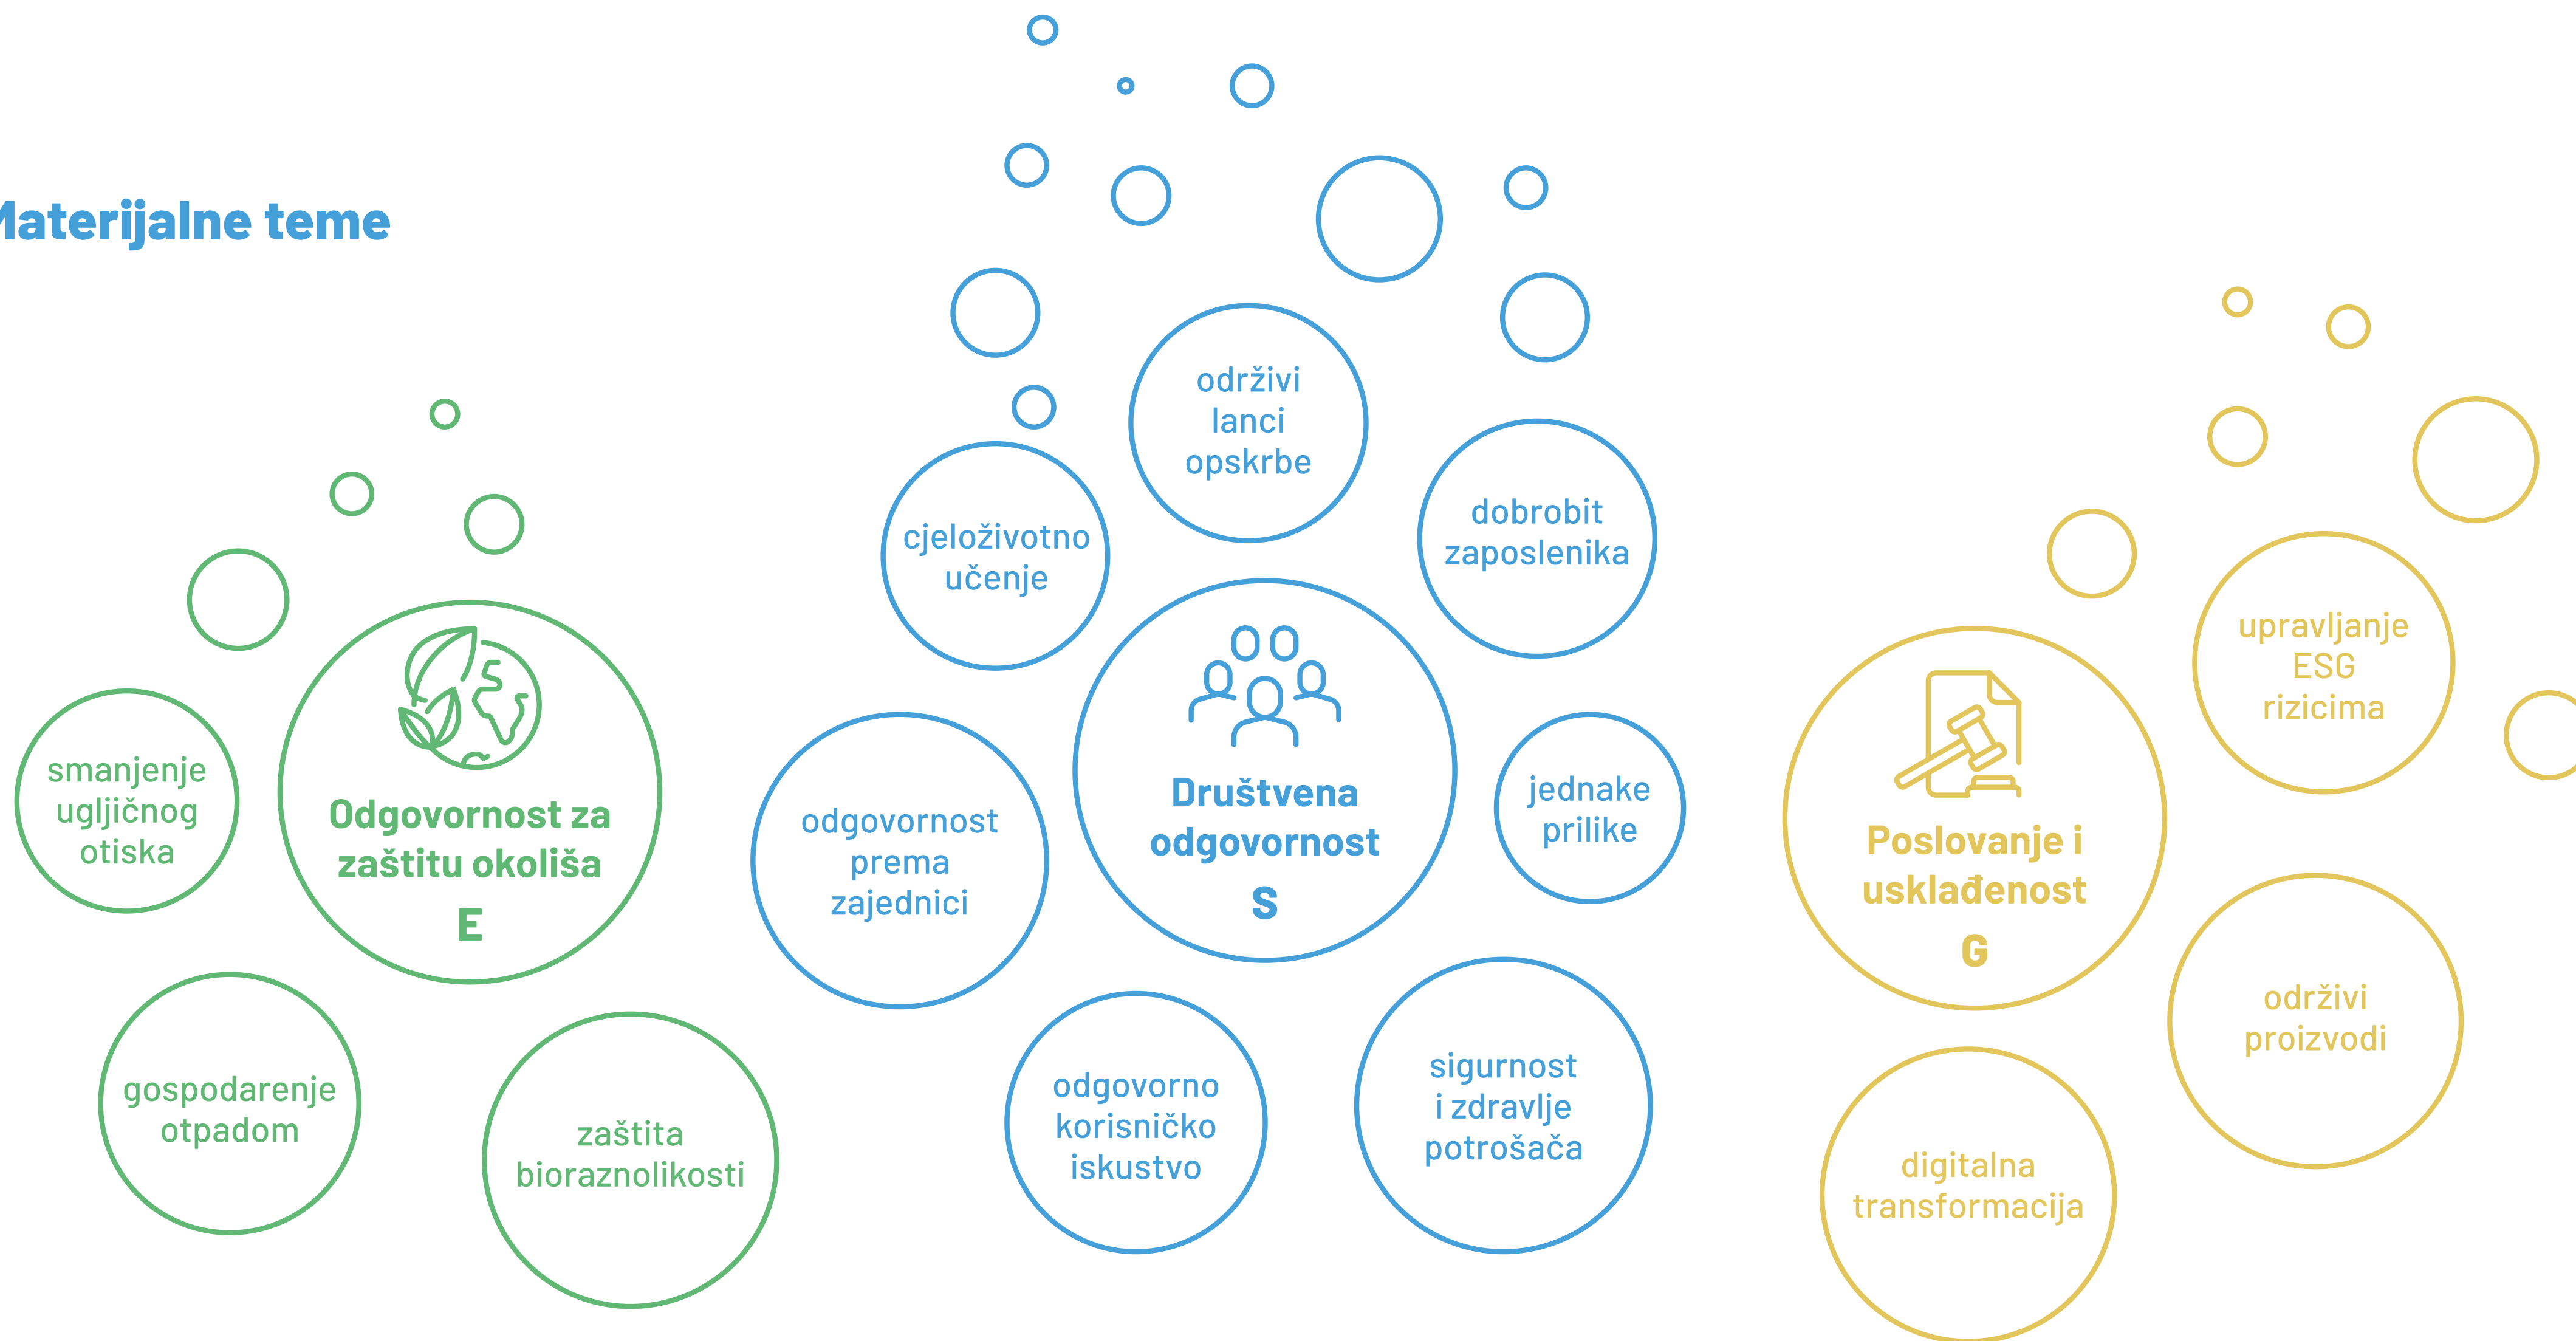 Materijalne teme
smanjenje
ugljičnog
otiska
Odgovornost za
zaštitu okoliša
E
gospodarenje
otpadom
zaštita
bioraznolikosti
održivi
lanci
opskrbe
cjeloživotno
učenje
dobrobit
zaposlenika
Društvena
odgovornost
S
odgovornost
prema
zajednici
jednake
prilike
odgovorno
korisničko
iskustvo
sigurnost
i zdravlje
potrošača
upravljanje
ESG
rizicima
Poslovanje i
usklađenost
G
održivi
proizvodi
digitalna
transformacija